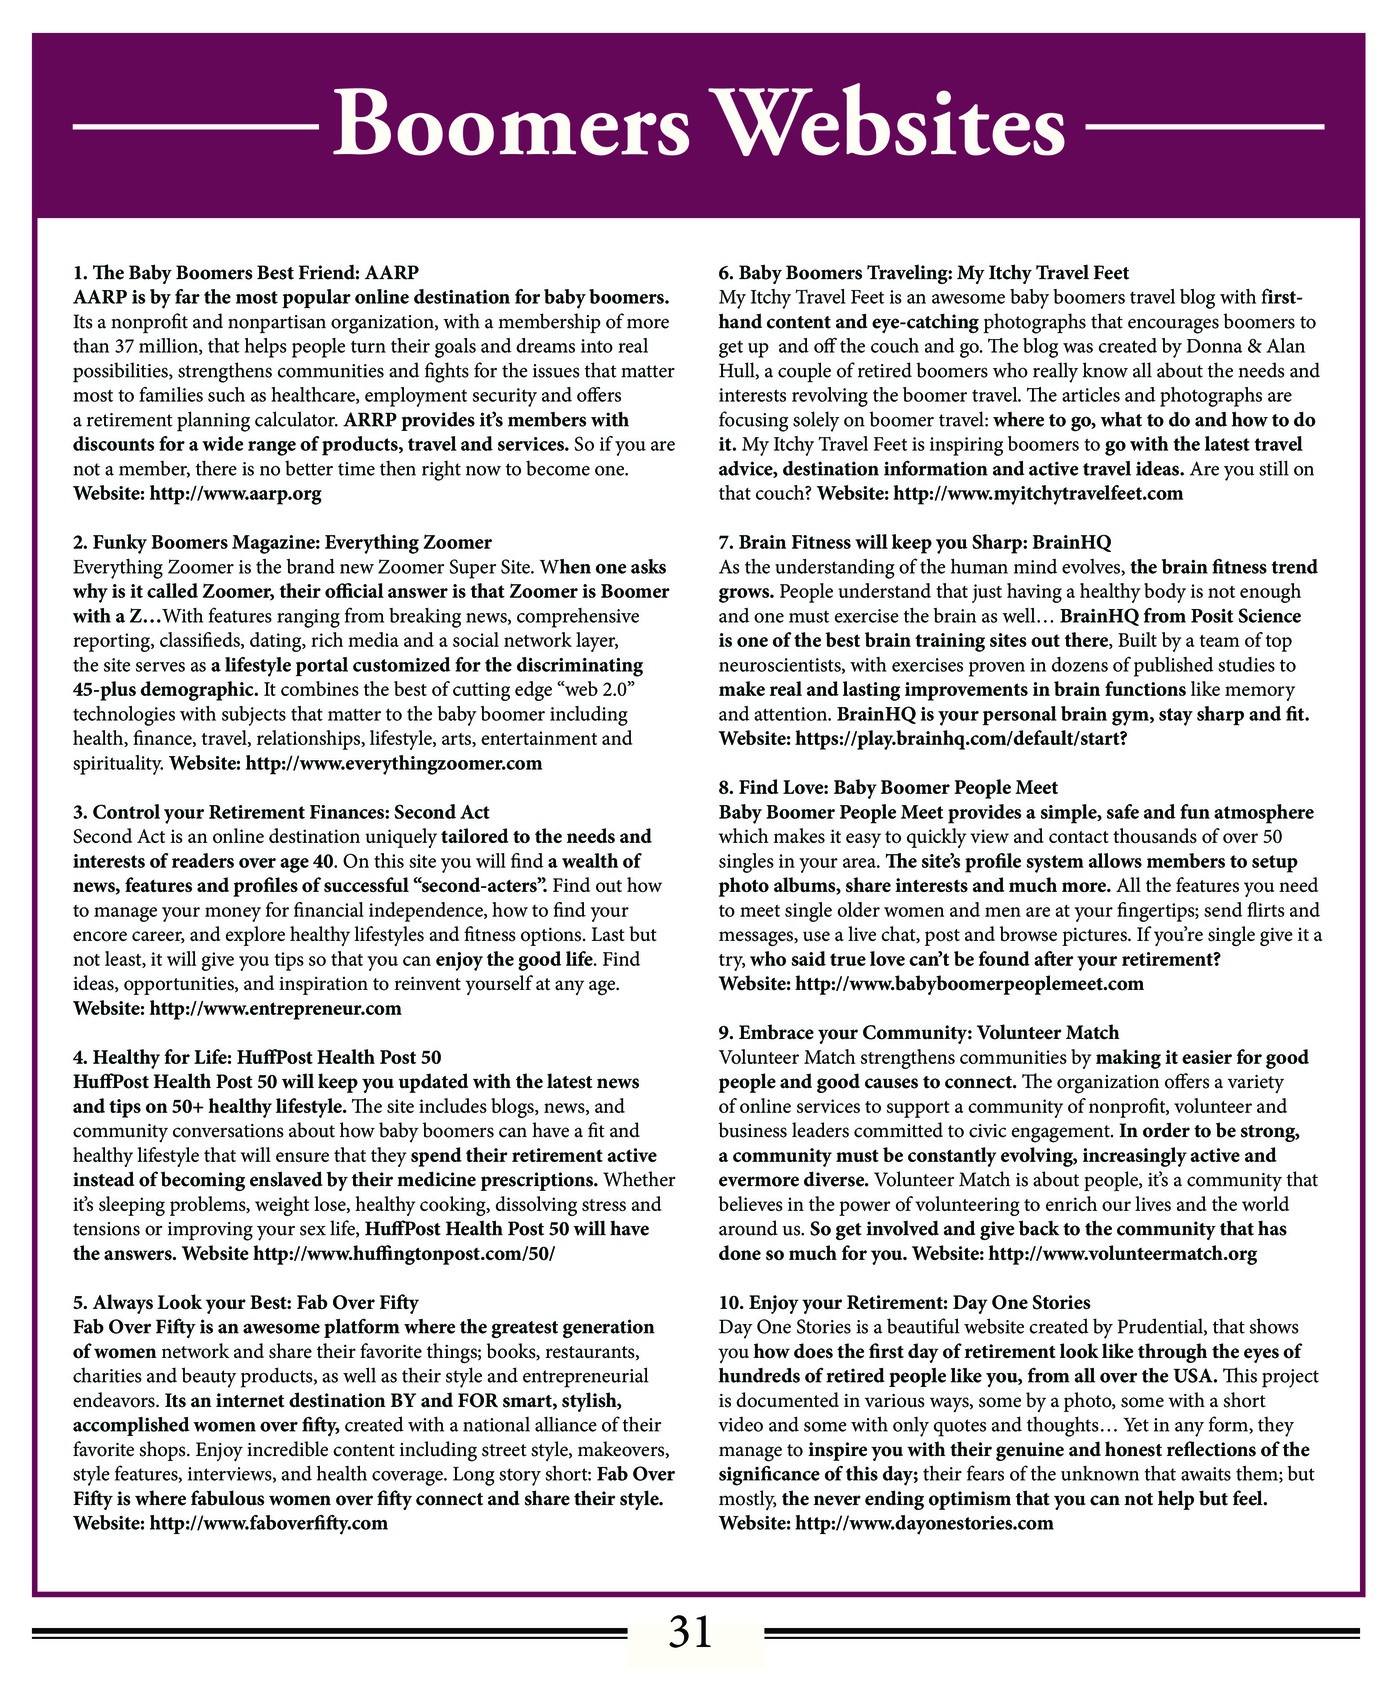 Boomers Websites
1. The Baby Boomers Best Friend: AARP
AARP is by far the most popular online destination for baby boomers.
Its a nonprofit and nonpartisan organization, with a membership of more
than 37 million, that helps people turn their goals and dreams into real
possibilities, strengthens communities and fights for the issues that matter
most to families such as healthcare, employment security and offers
a retirement planning calculator. ARRP provides it’s members with
discounts for a wide range of products, travel and services. So if you are
not a member, there is no better time then right now to become one.
Website: http://www.aarp.org
2. Funky Boomers Magazine: Everything Zoomer
Everything Zoomer is the brand new Zoomer Super Site. When one asks
why is it called Zoomer, their official answer is that Zoomer is Boomer
with a Z…With features ranging from breaking news, comprehensive
reporting, classifieds, dating, rich media and a social network layer,
the site serves as a lifestyle portal customized for the discriminating
45-plus demographic. It combines the best of cutting edge “web 2.0”
technologies with subjects that matter to the baby boomer including
health, finance, travel, relationships, lifestyle, arts, entertainment and
spirituality. Website: http://www.everythingzoomer.com
3. Control your Retirement Finances: Second Act
Second Act is an online destination uniquely tailored to the needs and
interests of readers over age 40. On this site you will find a wealth of
news, features and profiles of successful “second-acters”. Find out how
to manage your money for financial independence, how to find your
encore career, and explore healthy lifestyles and fitness options. Last but
not least, it will give you tips so that you can enjoy the good life. Find
ideas, opportunities, and inspiration to reinvent yourself at any age.
Website: http://www.entrepreneur.com
4. Healthy for Life: HuffPost Health Post 50
HuffPost Health Post 50 will keep you updated with the latest news
and tips on 50+ healthy lifestyle. The site includes blogs, news, and
community conversations about how baby boomers can have a fit and
healthy lifestyle that will ensure that they spend their retirement active
instead of becoming enslaved by their medicine prescriptions. Whether
it’s sleeping problems, weight lose, healthy cooking, dissolving stress and
tensions or improving your sex life, HuffPost Health Post 50 will have
the answers. Website http://www.huffingtonpost.com/50/
5. Always Look your Best: Fab Over Fifty
Fab Over Fifty is an awesome platform where the greatest generation
of women network and share their favorite things; books, restaurants,
charities and beauty products, as well as their style and entrepreneurial
endeavors. Its an internet destination BY and FOR smart, stylish,
accomplished women over fifty, created with a national alliance of their
favorite shops. Enjoy incredible content including street style, makeovers,
style features, interviews, and health coverage. Long story short: Fab Over
Fifty is where fabulous women over fifty connect and share their style.
Website: http://www.faboverfifty.com
6. Baby Boomers Traveling: My Itchy Travel Feet
My Itchy Travel Feet is an awesome baby boomers travel blog with first-
hand content and eye-catching photographs that encourages boomers to
get up and off the couch and go. The blog was created by Donna & Alan
Hull, a couple of retired boomers who really know all about the needs and
interests revolving the boomer travel. The articles and photographs are
focusing solely on boomer travel: where to go, what to do and how to do
it. My Itchy Travel Feet is inspiring boomers to go with the latest travel
advice, destination information and active travel ideas. Are you still on
that couch? Website: http://www.myitchytravelfeet.com
7. Brain Fitness will keep you Sharp: BrainHQ
As the understanding of the human mind evolves, the brain fitness trend
grows. People understand that just having a healthy body is not enough
and one must exercise the brain as well… BrainHQ from Posit Science
is one of the best brain training sites out there, Built by a team of top
neuroscientists, with exercises proven in dozens of published studies to
make real and lasting improvements in brain functions like memory
and attention. BrainHQ is your personal brain gym, stay sharp and fit.
Website: https://play.brainhq.com/default/start?
8. Find Love: Baby Boomer People Meet
Baby Boomer People Meet provides a simple, safe and fun atmosphere
which makes it easy to quickly view and contact thousands of over 50
singles in your area. The site’s profile system allows members to setup
photo albums, share interests and much more. All the features you need
to meet single older women and men are at your fingertips; send flirts and
messages, use a live chat, post and browse pictures. If you’re single give it a
try, who said true love can’t be found after your retirement?
Website: http://www.babyboomerpeoplemeet.com
9. Embrace your Community: Volunteer Match
Volunteer Match strengthens communities by making it easier for good
people and good causes to connect. The organization offers a variety
of online services to support a community of nonprofit, volunteer and
business leaders committed to civic engagement. In order to be strong,
a community must be constantly evolving, increasingly active and
evermore diverse. Volunteer Match is about people, it’s a community that
believes in the power of volunteering to enrich our lives and the world
around us. So get involved and give back to the community that has
done so much for you. Website: http://www.volunteermatch.org
10. Enjoy your Retirement: Day One Stories
Day One Stories is a beautiful website created by Prudential, that shows
you how does the first day of retirement look like through the eyes of
hundreds of retired people like you, from all over the USA. This project
is documented in various ways, some by a photo, some with a short
video and some with only quotes and thoughts… Yet in any form, they
manage to inspire you with their genuine and honest reflections of the
significance of this day; their fears of the unknown that awaits them; but
mostly, the never ending optimism that you can not help but feel.
Website: http://www.dayonestories.com
31